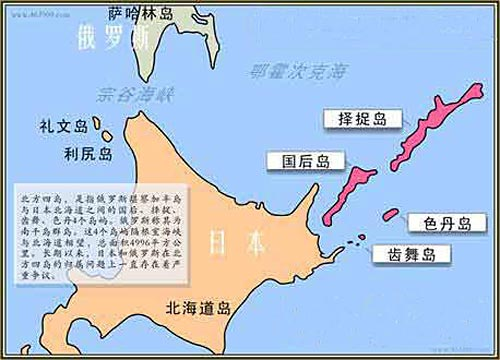 www.acf999.com
萨哈林岛
俄罗斯
鄂霍次克海
宗谷海峡
礼文岛
利尻岛
择捉岛
国后岛
色丹岛
齿舞岛
北方四岛，是指俄罗斯堪察加半岛
与日本北海道之间的国后、择捉、
齿舞、色丹4个岛屿。俄罗斯称其为
南千岛群岛。这4个岛屿隔根室海峡
与北海道相望，总面积4996平方公
里。长期以来，日本和俄罗斯在北
方四岛的归属问题上一直存在着严
重争议。
日本
北海道岛